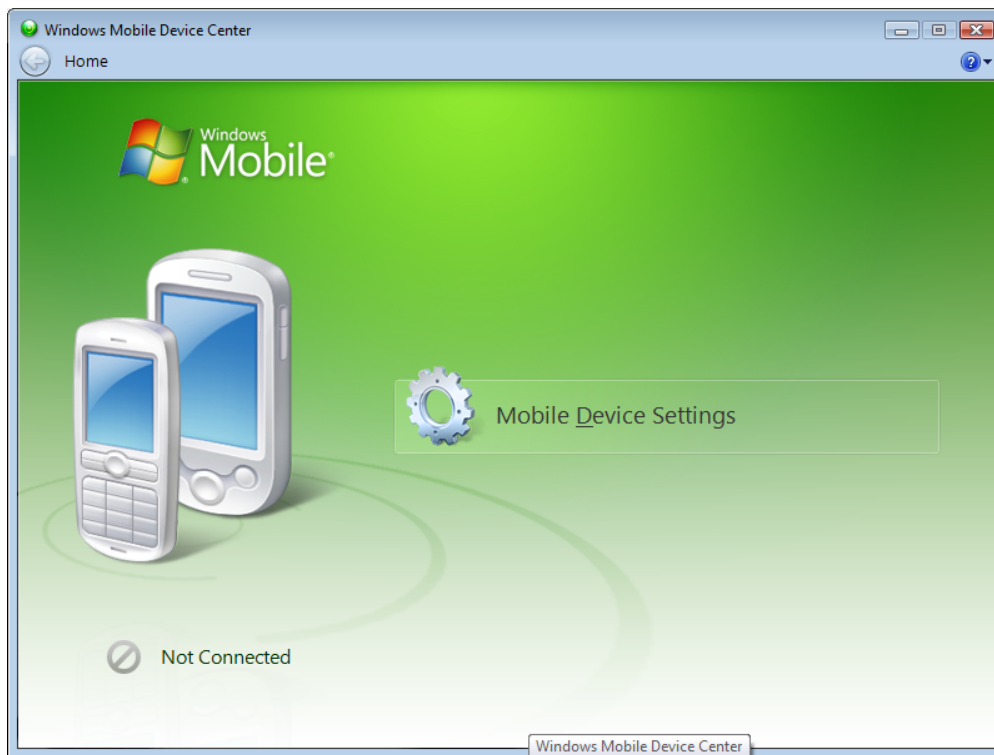 Windows Mobile Device Center
Home
?
Windows
Mobile®
®
Mobile Device Settings
Not Connected
Windows Mobile Device Center